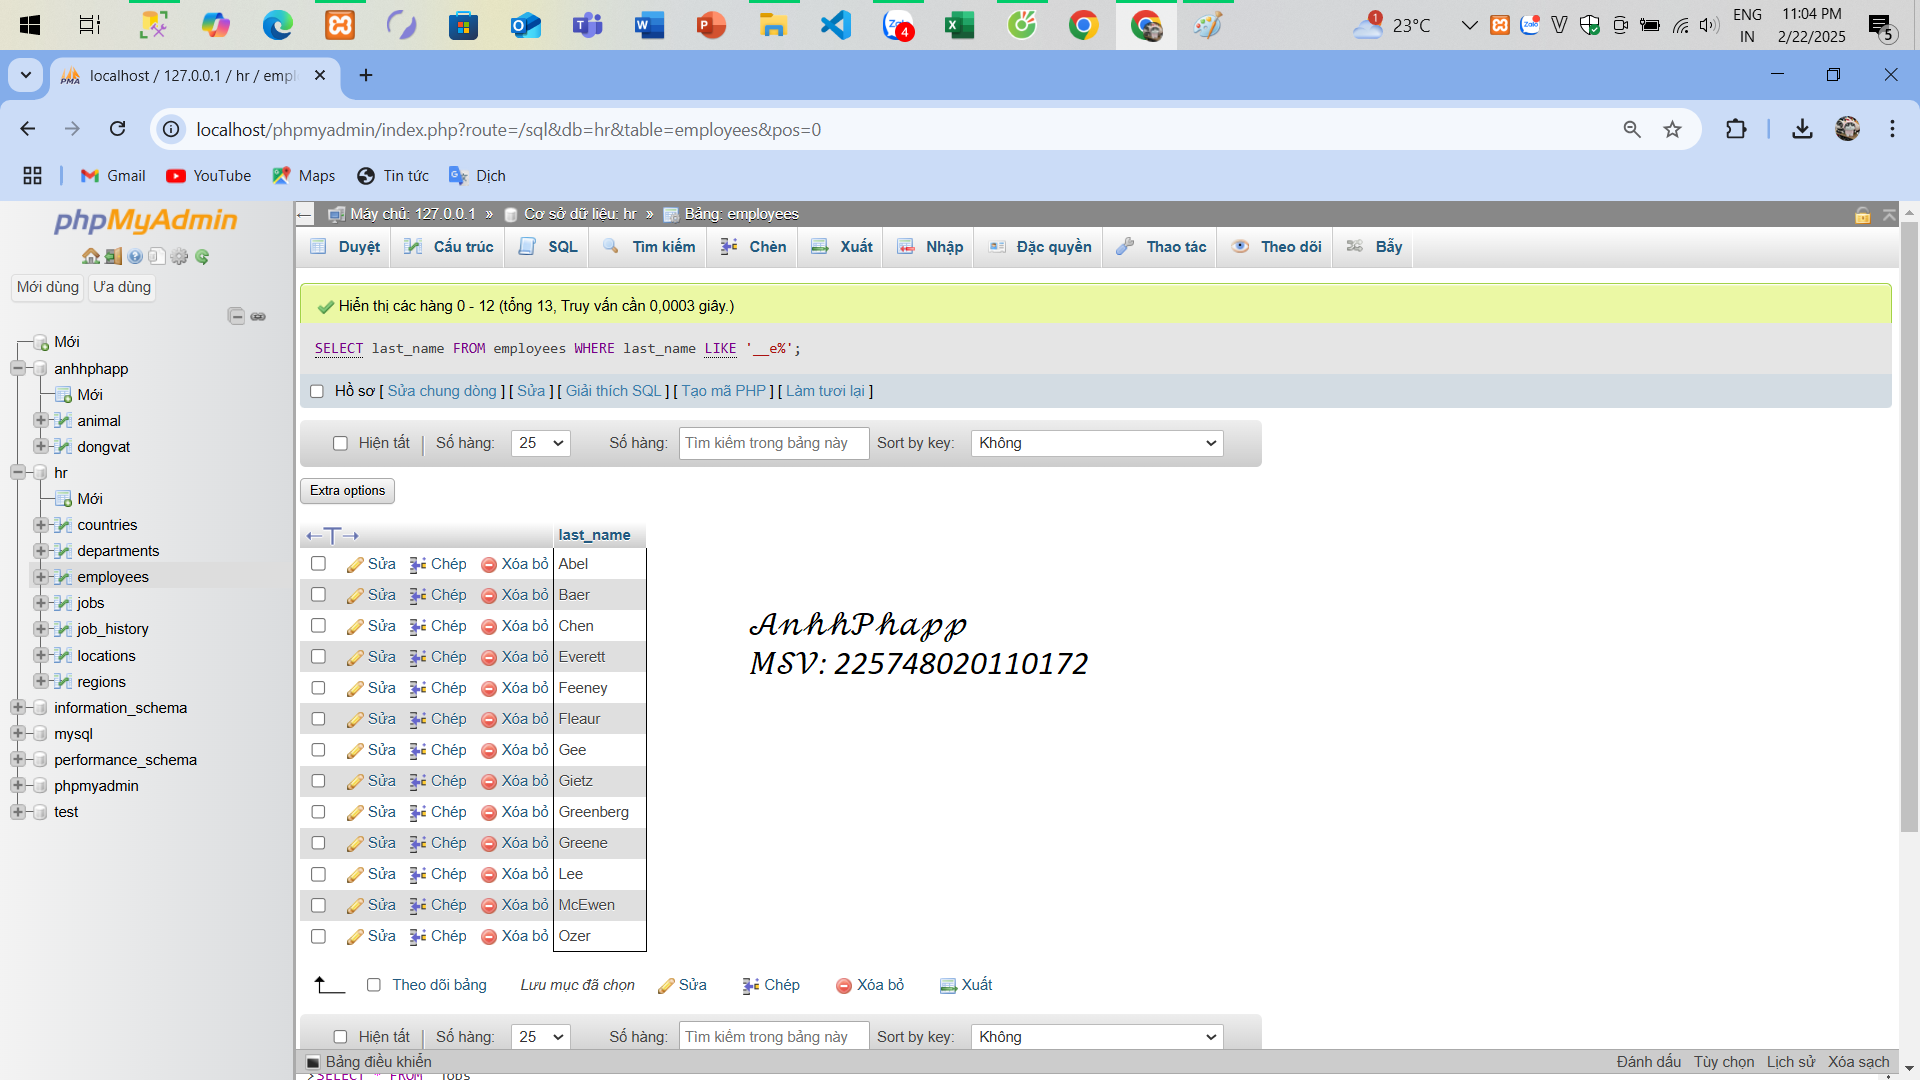 23°C
ENG
IN
11:04 PM
2/22/2025
5
localhost / 127.0.0.1 / hr / empl
localhost/phpmyadmin/index.php?route=/sql&db=hr&table=employees&pos=0
Gmail
YouTube
Maps
Tin tức
Dịch
phpMyAdmin
Mới dùng
Ưa dùng
Mới
anhhphapp
Mới
animal
dongvat
hr
Mới
countries
departments
employees
jobs
job_history
locations
regions
information_schema
mysql
performance_schema
phpmyadmin
test
Máy chủ: 127.0.0.1 » Cơ sở dữ liệu: hr » Bảng: employees
Duyệt Cấu trúc SQL Tìm kiếm Chèn Xuất Nhập Đặc quyền Thao tác Theo dõi Bẫy
Hiển thị các hàng 0 - 12 (tổng 13, Truy vấn cần 0,0003 giây.)
SELECT last_name FROM employees WHERE last_name LIKE '__e%';
Hồ sơ [ Sửa chung dòng ] [ Sửa ] [ Giải thích SQL ] [ Tạo mã PHP ] [ Làm tươi lại ]
Hiện tất | Số hàng: 25 Số hàng: Tìm kiếm trong bảng này Sort by key: Không
Extra options
last_name
Sửa Chép Xóa bỏ Abel
Sửa Chép Xóa bỏ Baer
Sửa Chép Xóa bỏ Chen
Sửa Chép Xóa bỏ Everett
Sửa Chép Xóa bỏ Feeney
Sửa Chép Xóa bỏ Fleaur
Sửa Chép Xóa bỏ Gee
Sửa Chép Xóa bỏ Gietz
Sửa Chép Xóa bỏ Greenberg
Sửa Chép Xóa bỏ Greene
Sửa Chép Xóa bỏ Lee
Sửa Chép Xóa bỏ McEwen
Sửa Chép Xóa bỏ Ozer
AnhhPhapp
MSV: 225748020110172
Theo dõi bảng Lưu mục đã chọn Sửa Chép Xóa bỏ Xuất
Hiện tất | Số hàng: 25 Số hàng: Tìm kiếm trong bảng này Sort by key: Không
Bảng điều khiển
Đánh dấu Tùy chọn Lịch sử Xóa sạch